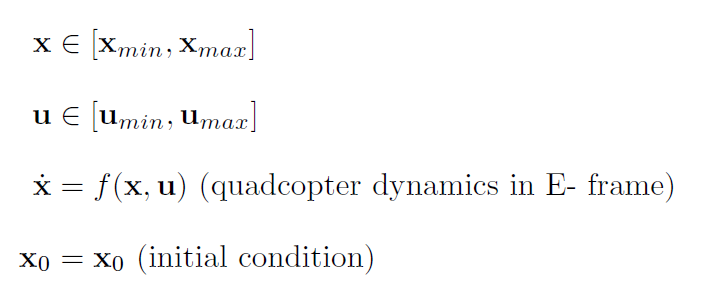 x ∈ [x_min, x_max]
u ∈ [u_min, u_max]
ẋ = f(x, u) (quadcopter dynamics in E- frame)
x₀ = x₀ (initial condition)